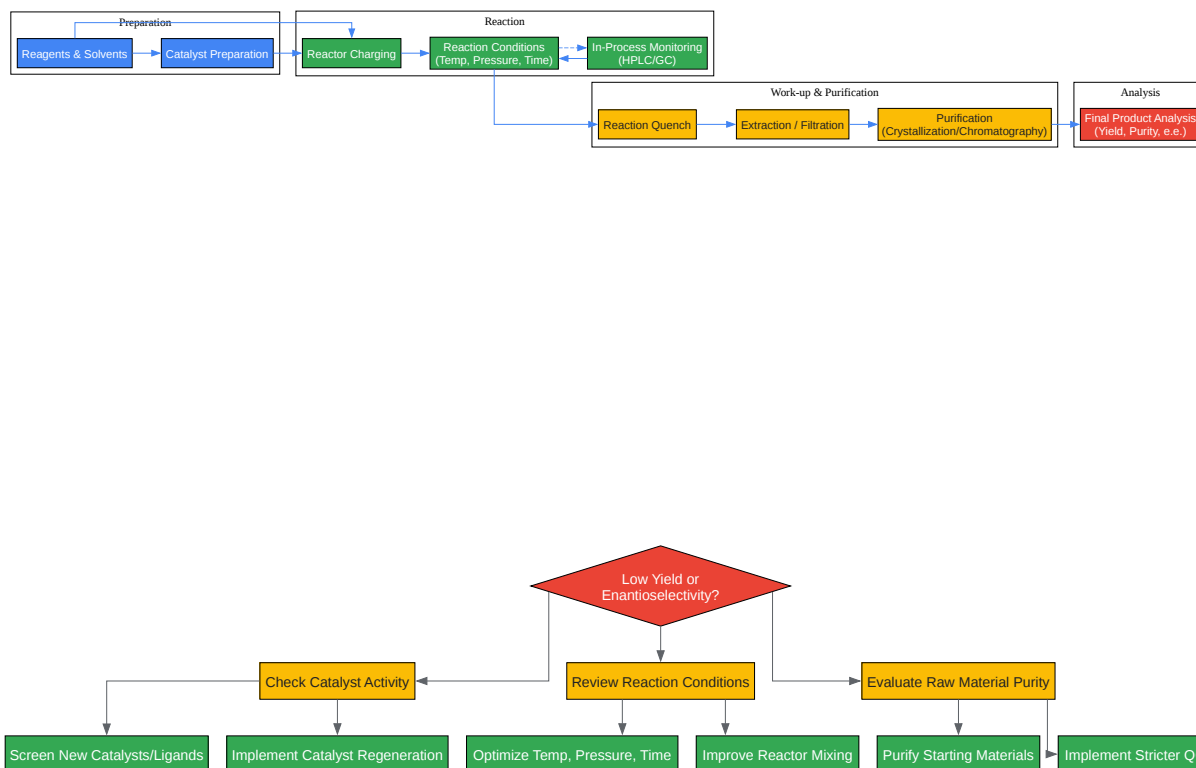 Preparation
Reaction
Reagents & Solvents
Catalyst Preparation
Reactor Charging
Reaction Conditions
(Temp, Pressure, Time)
In-Process Monitoring
(HPLC/GC)
Work-up & Purification
Analysis
Reaction Quench
Extraction / Filtration
Purification
(Crystallization/Chromatography)
Final Product Analysis
(Yield, Purity, e.e.)
Low Yield or
Enantioselectivity?
Check Catalyst Activity
Review Reaction Conditions
Evaluate Raw Material Purity
Screen New Catalysts/Ligands
Implement Catalyst Regeneration
Optimize Temp, Pressure, Time
Improve Reactor Mixing
Purify Starting Materials
Implement Stricter